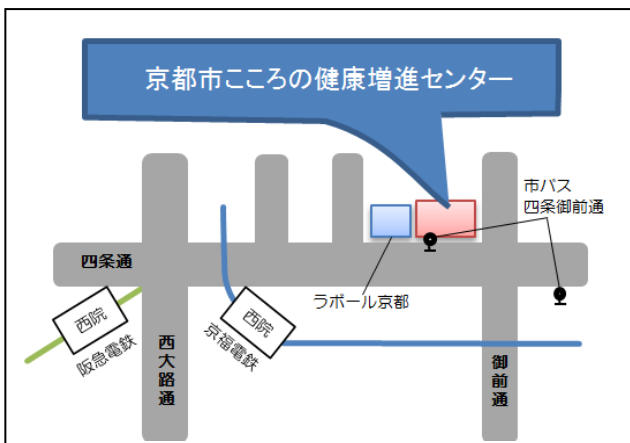 京都市こころの健康増進センター
市バス
四条御前通
四条通
ラボール京都
西院
阪急電鉄
西大路通
西院
京福電鉄
御前通